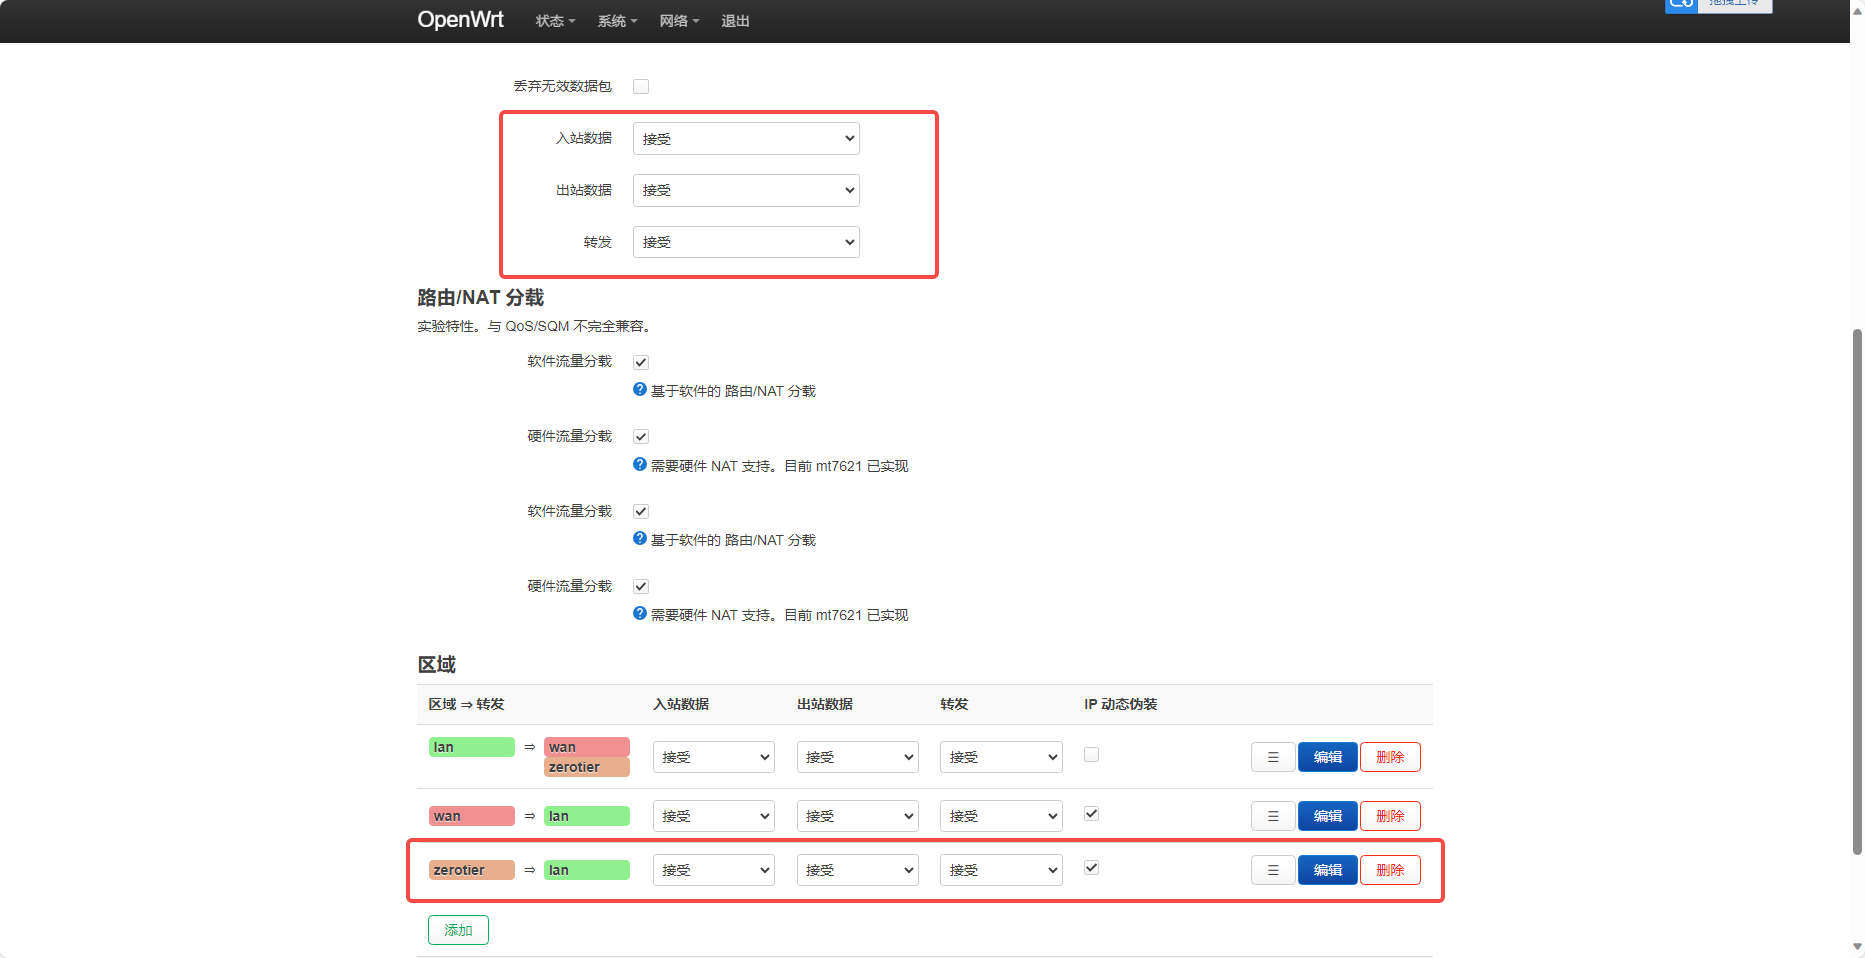 OpenWrt 状态 系统 网络 退出
拖拽上传
丢弃无效数据包
入站数据 接受
出站数据 接受
转发 接受
路由/NAT 分载
实验特性。与 QoS/SQM 不完全兼容。
软件流量分载
基于软件的 路由/NAT 分载
硬件流量分载
需要硬件 NAT 支持。目前 mt7621 已实现
软件流量分载
基于软件的 路由/NAT 分载
硬件流量分载
需要硬件 NAT 支持。目前 mt7621 已实现
区域
区域 ⇒ 转发 入站数据 出站数据 转发 IP 动态伪装
lan ⇒ wan 接受 接受 接受 ☰ 编辑 删除
zerotier
wan ⇒ lan 接受 接受 接受 ☰ 编辑 删除
zerotier ⇒ lan 接受 接受 接受 ☰ 编辑 删除
添加